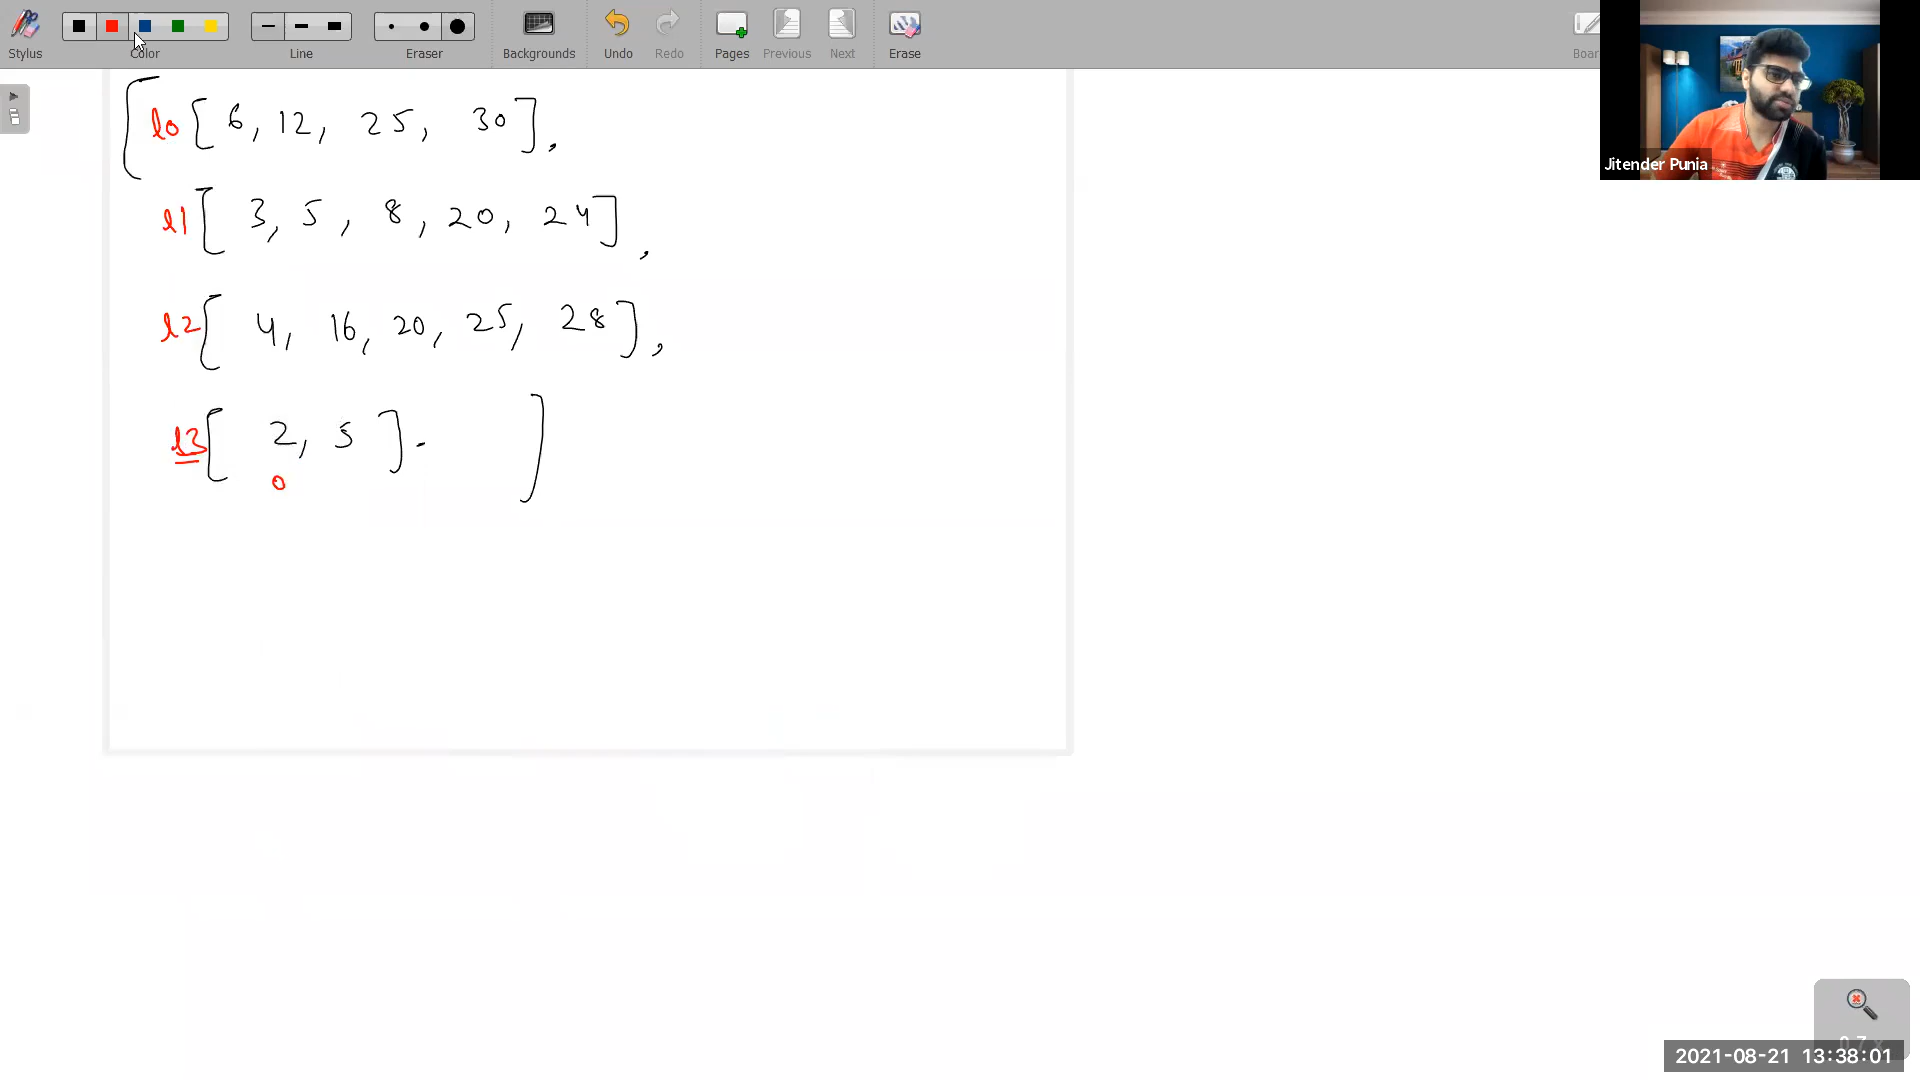 Stylus Color Line Eraser Backgrounds Undo Redo Pages Previous Next Erase Boar
Jitender Punia
[ l0 [ 6, 12, 25, 30 ],
l1 [ 3, 5, 8, 20, 24 ],
l2 [ 4, 16, 20, 25, 28 ],
l3 [ 2, 5 ]. ]
0
2021-08-21 13:38:01